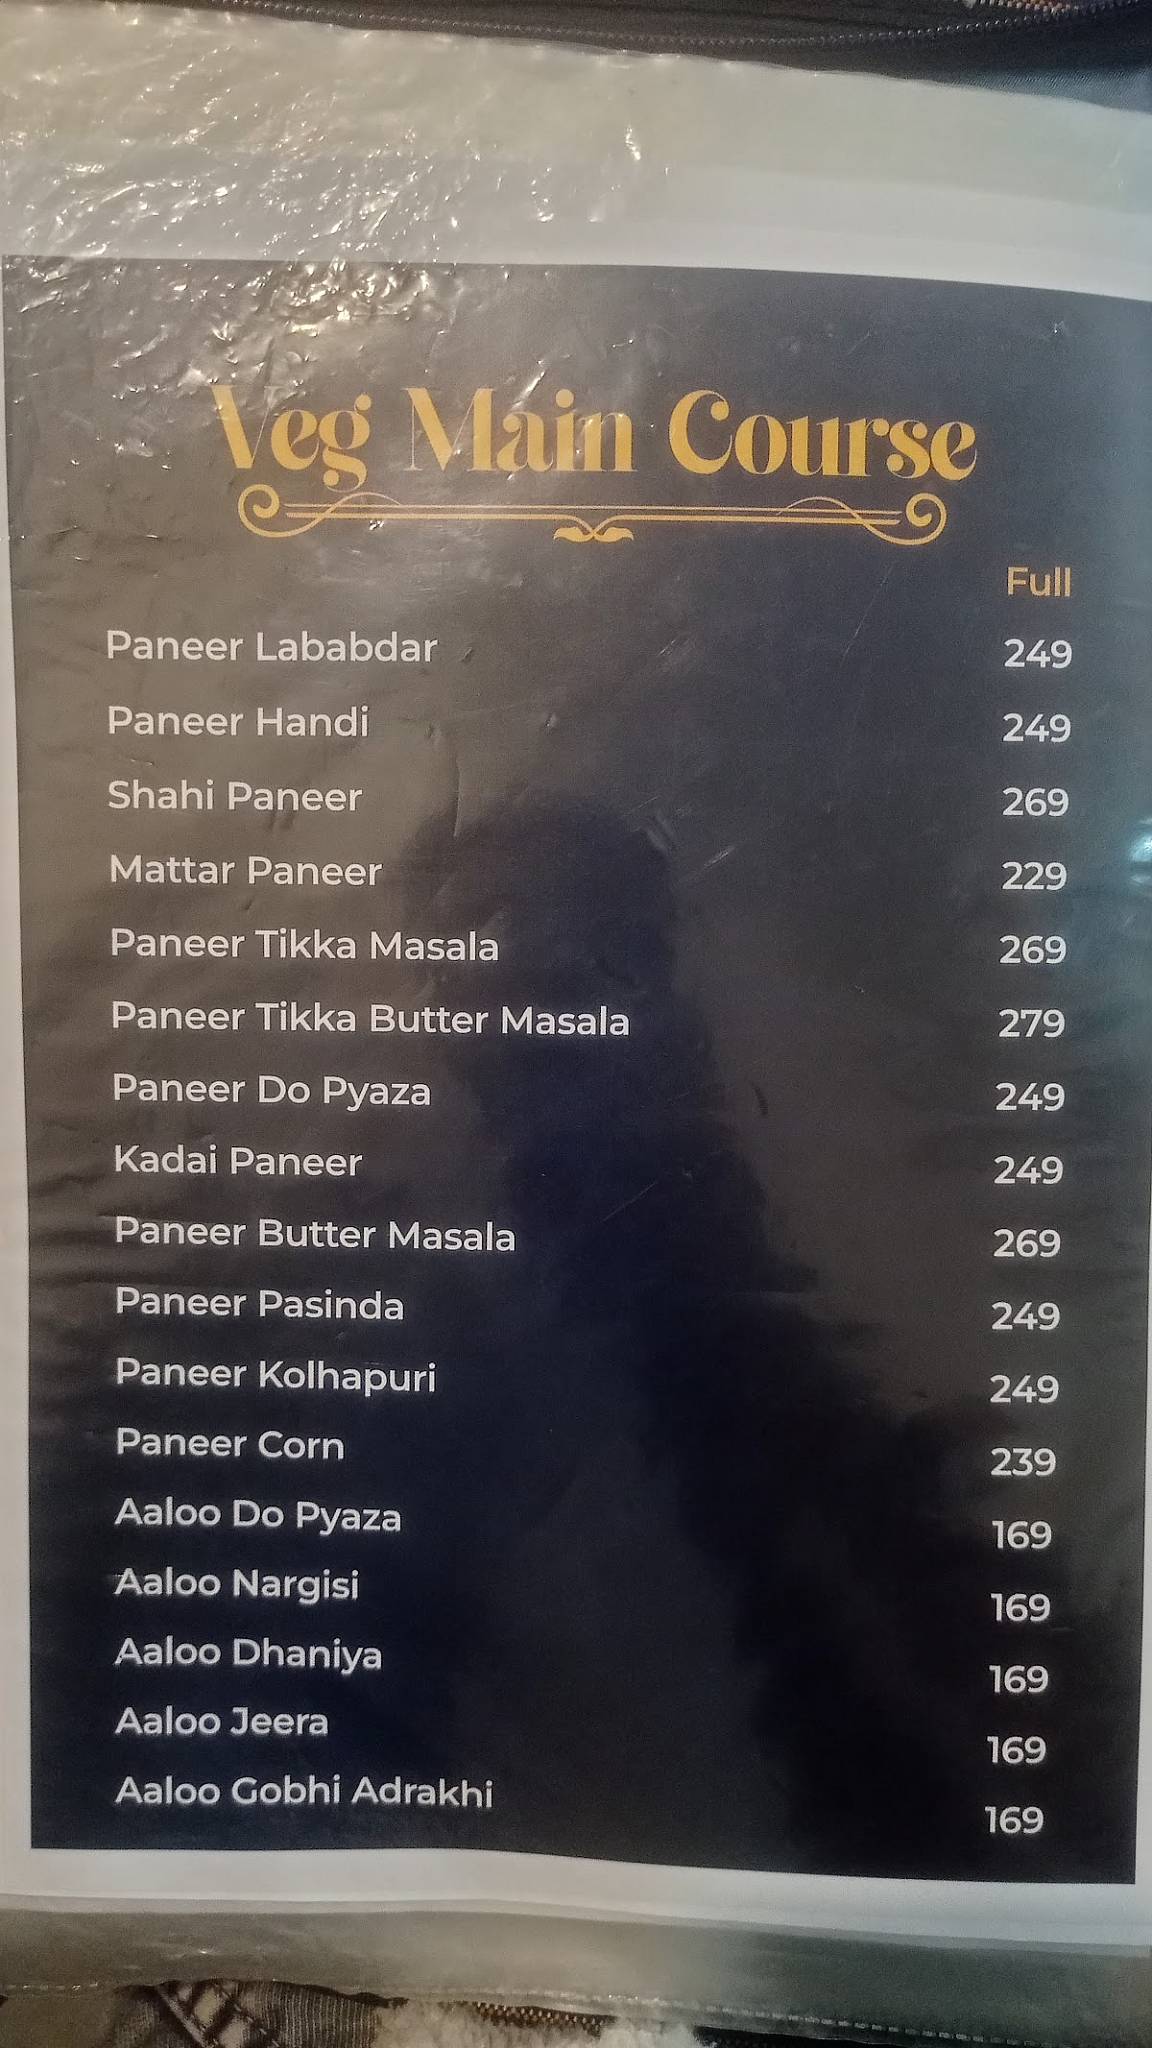 Veg Main Course
Full
Paneer Lababdar 249
Paneer Handi 249
Shahi Paneer 269
Mattar Paneer 229
Paneer Tikka Masala 269
Paneer Tikka Butter Masala 279
Paneer Do Pyaza 249
Kadai Paneer 249
Paneer Butter Masala 269
Paneer Pasinda 249
Paneer Kolhapuri 249
Paneer Corn 239
Aaloo Do Pyaza 169
Aaloo Nargisi 169
Aaloo Dhaniya 169
Aaloo Jeera 169
Aaloo Gobhi Adrakhi 169